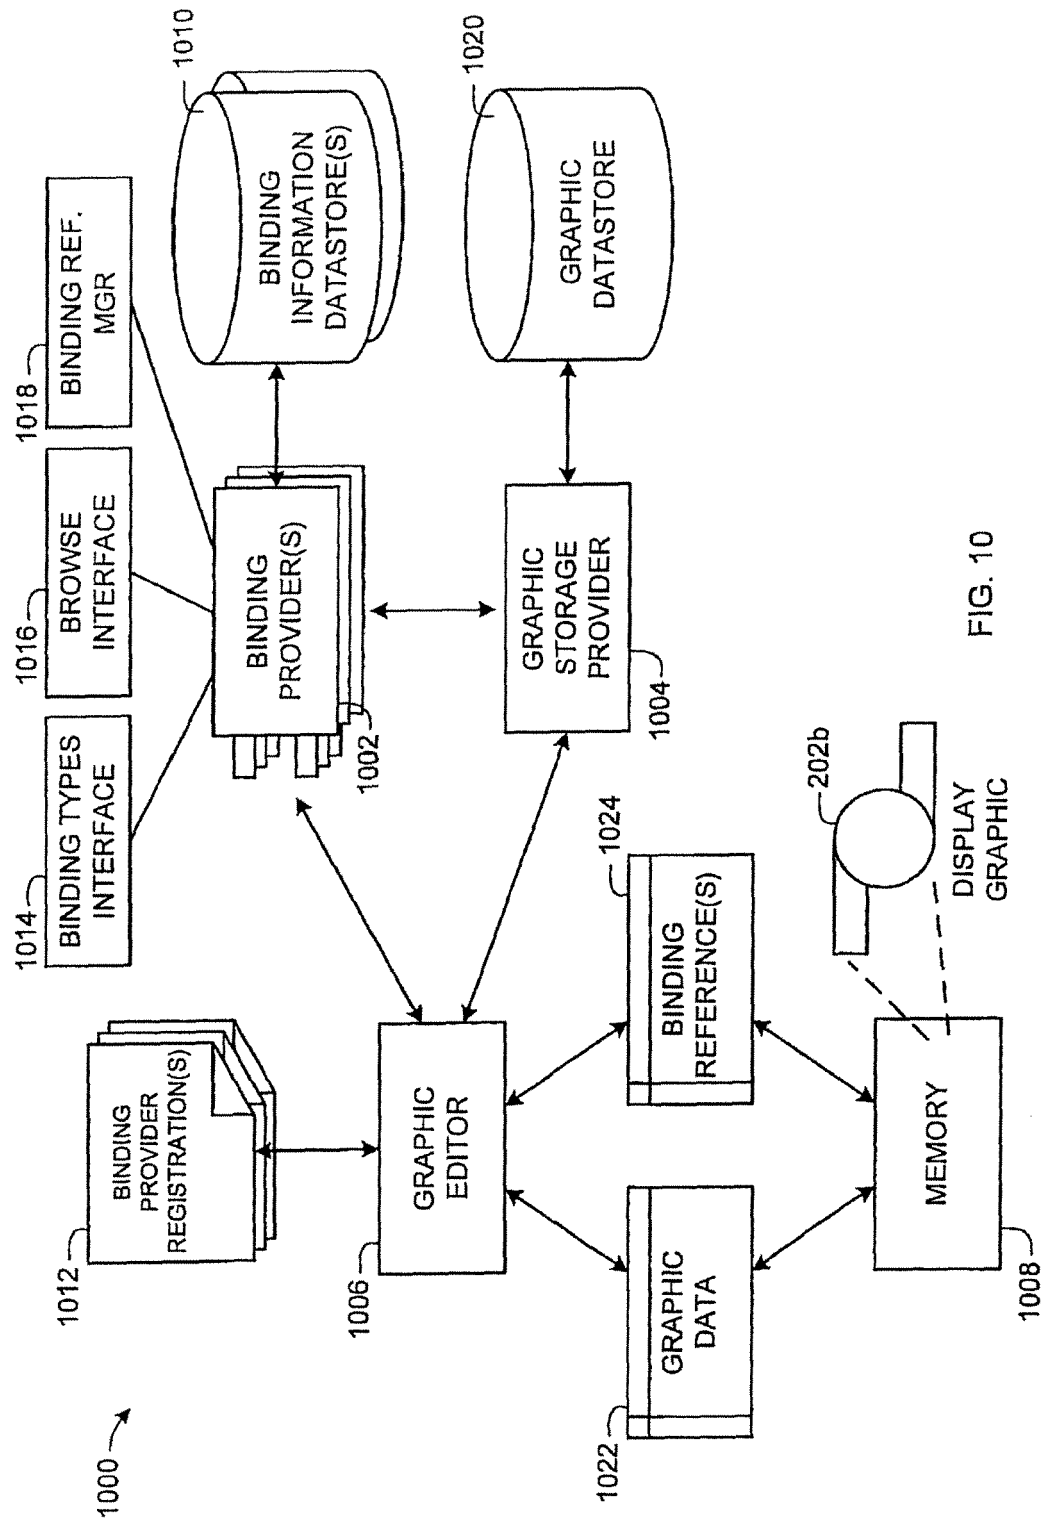 1000
1012
BINDING
PROVIDER
REGISTRATION(S)
1014
BINDING TYPES
INTERFACE
1016
BROWSE
INTERFACE
1018
BINDING REF.
MGR
1006
GRAPHIC
EDITOR
BINDING
PROVIDER(S)
1002
1010
BINDING
INFORMATION
DATASTORE(S)
GRAPHIC
STORAGE
PROVIDER
1004
1020
GRAPHIC
DATASTORE
1022
GRAPHIC
DATA
1024
BINDING
REFERENCE(S)
1008
MEMORY
202b
DISPLAY
GRAPHIC
FIG. 10